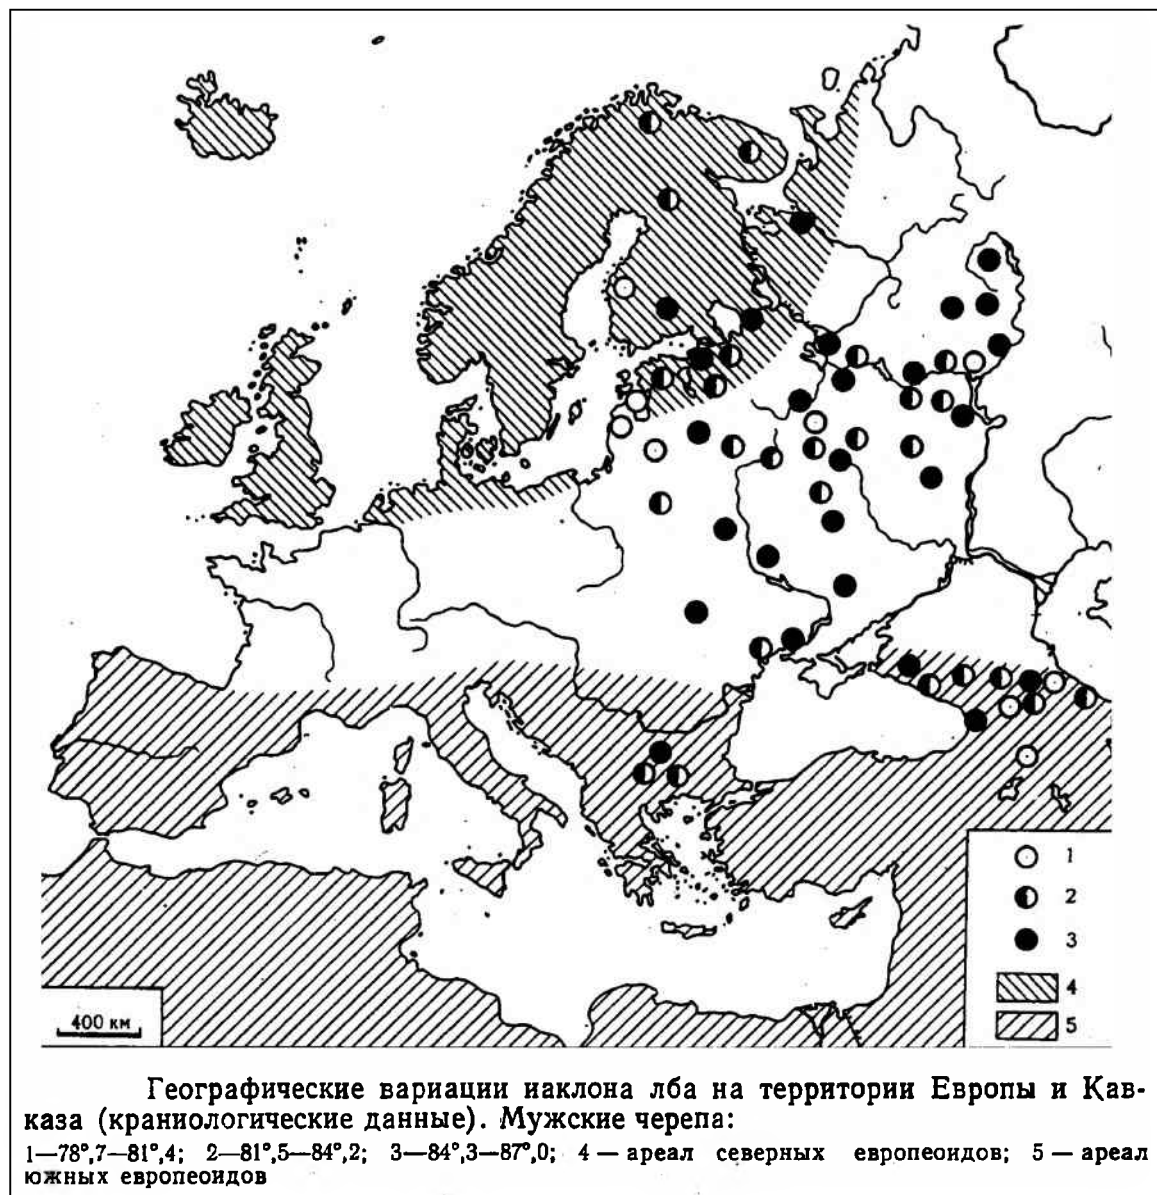 1
2
3
4
5
400 км
Географические вариации наклона лба на территории Европы и Кав-
каза (краниологические данные). Мужские черепа:
1—78°,7—81°,4; 2—81°,5—84°,2; 3—84°,3—87°,0; 4 — ареал северных европеоидов; 5 — ареал
южных европеоидов